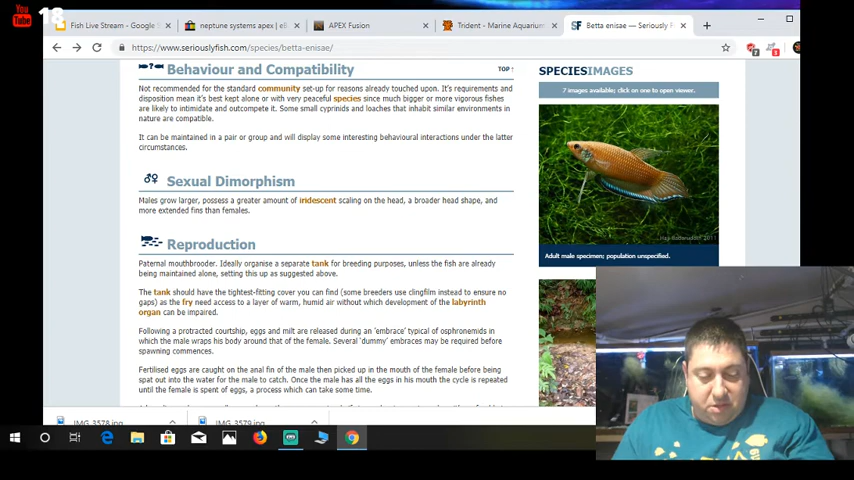 You Tube 18
Fish Live Stream - Google S
neptune systems apex | eB
APEX Fusion
Trident - Marine Aquarium
SF Betta enisae — Seriously F
https://www.seriouslyfish.com/species/betta-enisae/
Behaviour and Compatibility TOP ↑
Not recommended for the standard community set-up for reasons already touched upon. It's requirements and
disposition mean it's best kept alone or with very peaceful species since much bigger or more vigorous fishes
are likely to intimidate and outcompete it. Some small cyprinids and loaches that inhabit similar environments in
nature are compatible.
It can be maintained in a pair or group and will display some interesting behavioural interactions under the latter
circumstances.
Sexual Dimorphism
Males grow larger, possess a greater amount of iridescent scaling on the head, a broader head shape, and
more extended fins than females.
Reproduction
Paternal mouthbrooder. Ideally organise a separate tank for breeding purposes, unless the fish are already
being maintained alone, setting this up as suggested above.
The tank should have the tightest-fitting cover you can find (some breeders use clingfilm instead to ensure no
gaps) as the fry need access to a layer of warm, humid air without which development of the labyrinth
organ can be impaired.
Following a protracted courtship, eggs and milt are released during an 'embrace' typical of osphronemids in
which the male wraps his body around that of the female. Several 'dummy' embraces may be required before
spawning commences.
Fertilised eggs are caught on the anal fin of the male then picked up in the mouth of the female before being
spat out into the water for the male to catch. Once the male has all the eggs in his mouth the cycle is repeated
until the female is spent of eggs, a process which can take some time.
SPECIESIMAGES
7 images available; click on one to open viewer.
Adult male specimen; population unspecified.
IMG_3578.jpg
IMG_3579.jpg